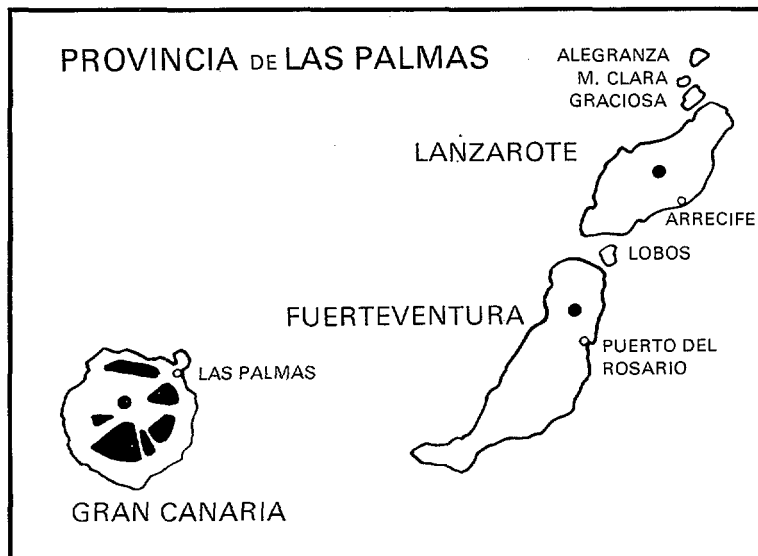 PROVINCIA DE LAS PALMAS
ALEGRANZA
M. CLARA
GRACIOSA
LANZAROTE
ARRECIFE
LOBOS
FUERTEVENTURA
PUERTO DEL
ROSARIO
LAS PALMAS
GRAN CANARIA